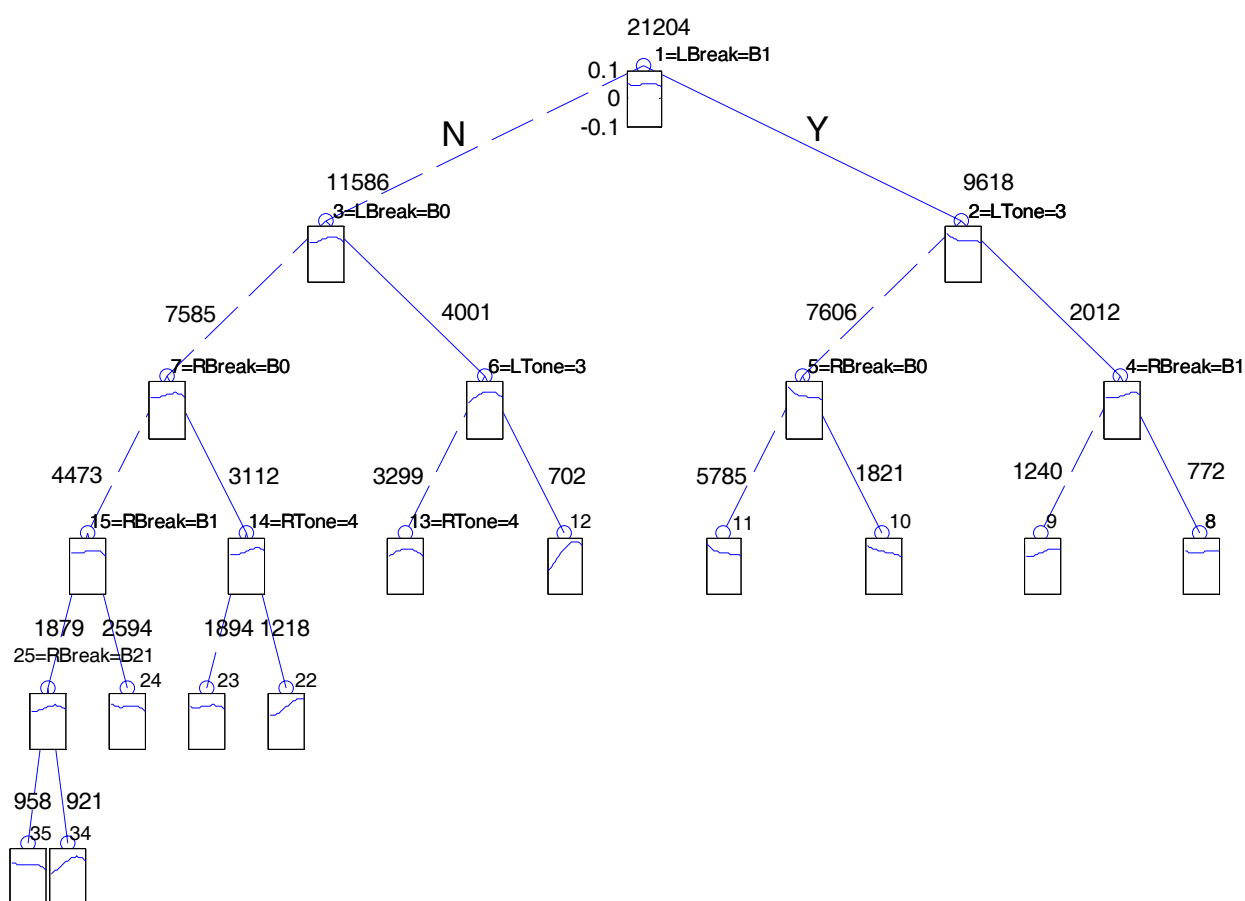 21204
1=LBreak=B1
0.1
0
-0.1
N
Y
11586
9618
3=LBreak=B0
2=LTone=3
7585
4001
7606
2012
7=RBreak=B0
6=LTone=3
5=RBreak=B0
4=RBreak=B1
4473
3112
3299
702
5785
1821
1240
772
15=RBreak=B1
14=RTone=4
13=RTone=4
12
11
10
9
8
1879
2594
1894
1218
25=RBreak=B21
24
23
22
958
921
35
34